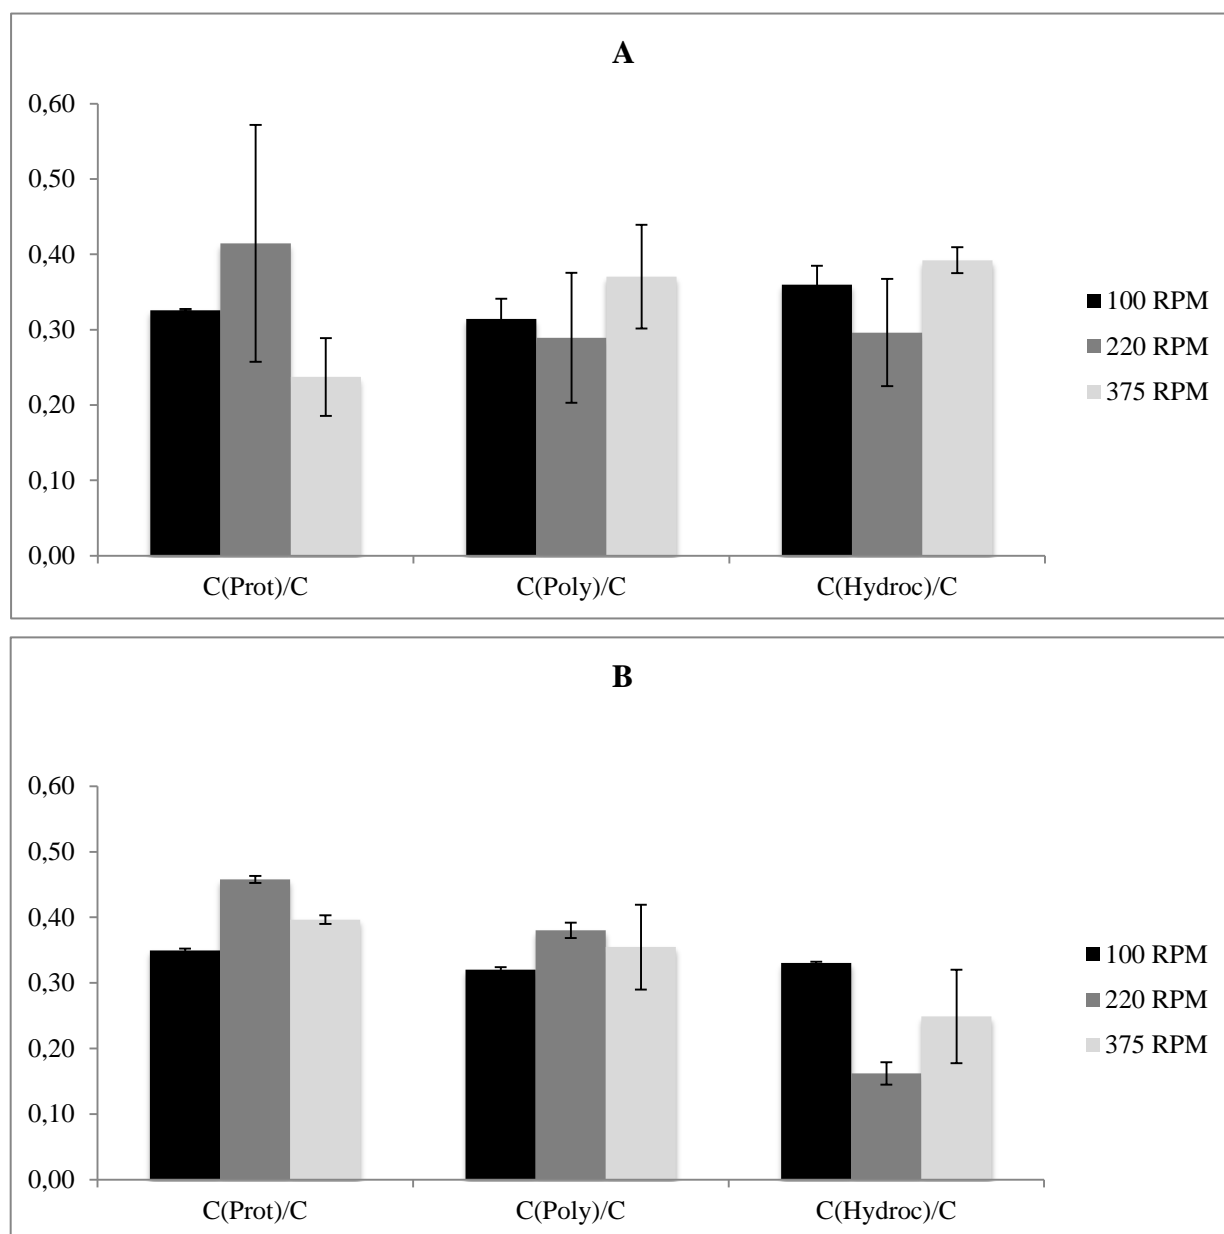 A
0,60
0,50
0,40
0,30
0,20
0,10
0,00
C(Prot)/C C(Poly)/C C(Hydroc)/C
100 RPM
220 RPM
375 RPM
B
0,60
0,50
0,40
0,30
0,20
0,10
0,00
C(Prot)/C C(Poly)/C C(Hydroc)/C
100 RPM
220 RPM
375 RPM